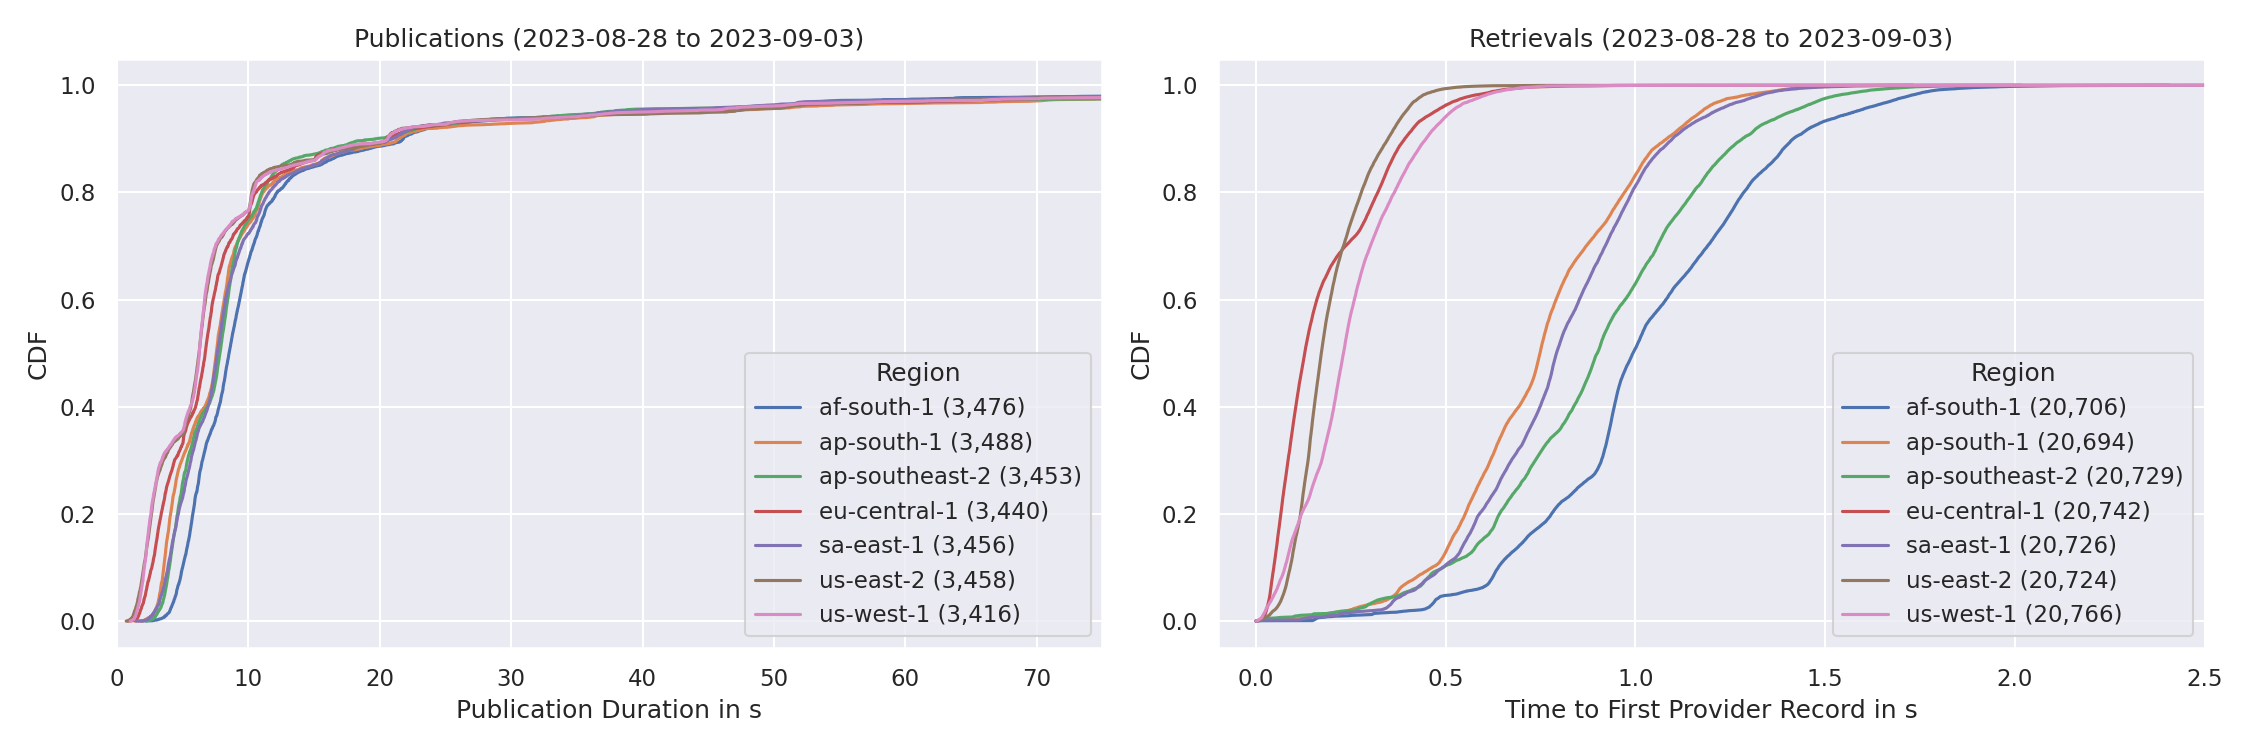 Publications (2023-08-28 to 2023-09-03)
1.0
0.8
0.6
0.4
0.2
0.0
CDF
0
10
20
30
40
50
60
70
Publication Duration in s
Region
af-south-1 (3,476)
ap-south-1 (3,488)
ap-southeast-2 (3,453)
eu-central-1 (3,440)
sa-east-1 (3,456)
us-east-2 (3,458)
us-west-1 (3,416)
Retrievals (2023-08-28 to 2023-09-03)
1.0
0.8
0.6
0.4
0.2
0.0
CDF
0.0
0.5
1.0
1.5
2.0
2.5
Time to First Provider Record in s
Region
af-south-1 (20,706)
ap-south-1 (20,694)
ap-southeast-2 (20,729)
eu-central-1 (20,742)
sa-east-1 (20,726)
us-east-2 (20,724)
us-west-1 (20,766)